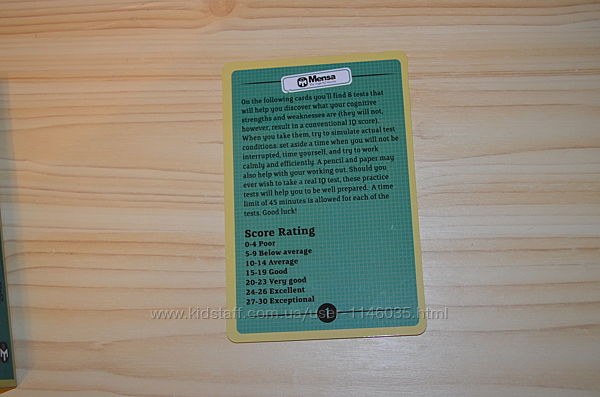 Mensa
On the following cards you'll find 8 tests that
will help you discover what your cognitive
strengths and weaknesses are (they will not,
however, result in a conventional IQ score).
When you take them, try to simulate actual test
conditions: set aside a time when you will not be
interrupted, time yourself, and try to work
calmly and efficiently. A pencil and paper may
also help with your working out. Should you
ever wish to take a real IQ test, these practice
tests will help you to be well prepared. A time
limit of 45 minutes is allowed for each of the
tests. Good luck!
Score Rating
0-4 Poor
5-9 Below average
10-14 Average
15-19 Good
20-23 Very good
24-26 Excellent
27-30 Exceptional
1
www.kidstaff.com.ua/user-1146035.html